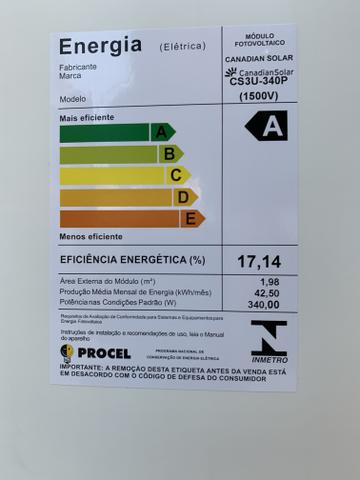 Energia (Elétrica)
MÓDULO
FOTOVOLTAICO
Fabricante
CANADIAN SOLAR
Marca
CanadianSolar
Modelo
CS3U-340P
(1500V)
Mais eficiente
A
A
B
C
D
E
Menos eficiente
EFICIÊNCIA ENERGÉTICA (%) 17,14
Área Externa do Módulo (m²) 1,98
Produção Média Mensal de Energia (kWh/mês) 42,50
Potência nas Condições Padrão (W) 340,00
Requisitos de Avaliação da Conformidade para Sistemas e Equipamentos para
Energia Fotovoltaica
Instruções de instalação e recomendações de uso, leia o Manual
do aparelho
PROCEL
PROGRAMA NACIONAL DE
CONSERVAÇÃO DE ENERGIA ELÉTRICA
INMETRO
IMPORTANTE: A REMOÇÃO DESTA ETIQUETA ANTES DA VENDA ESTÁ
EM DESACORDO COM O CÓDIGO DE DEFESA DO CONSUMIDOR